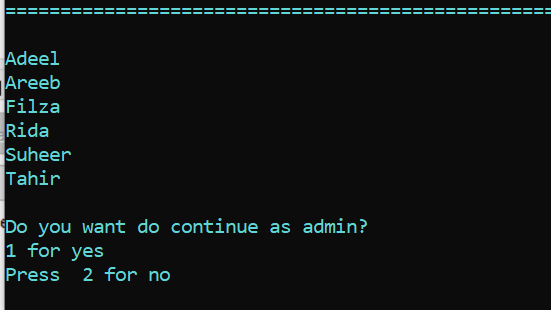 ==================================================
Adeel
Areeb
Filza
Rida
Suheer
Tahir
Do you want do continue as admin?
1 for yes
Press  2 for no